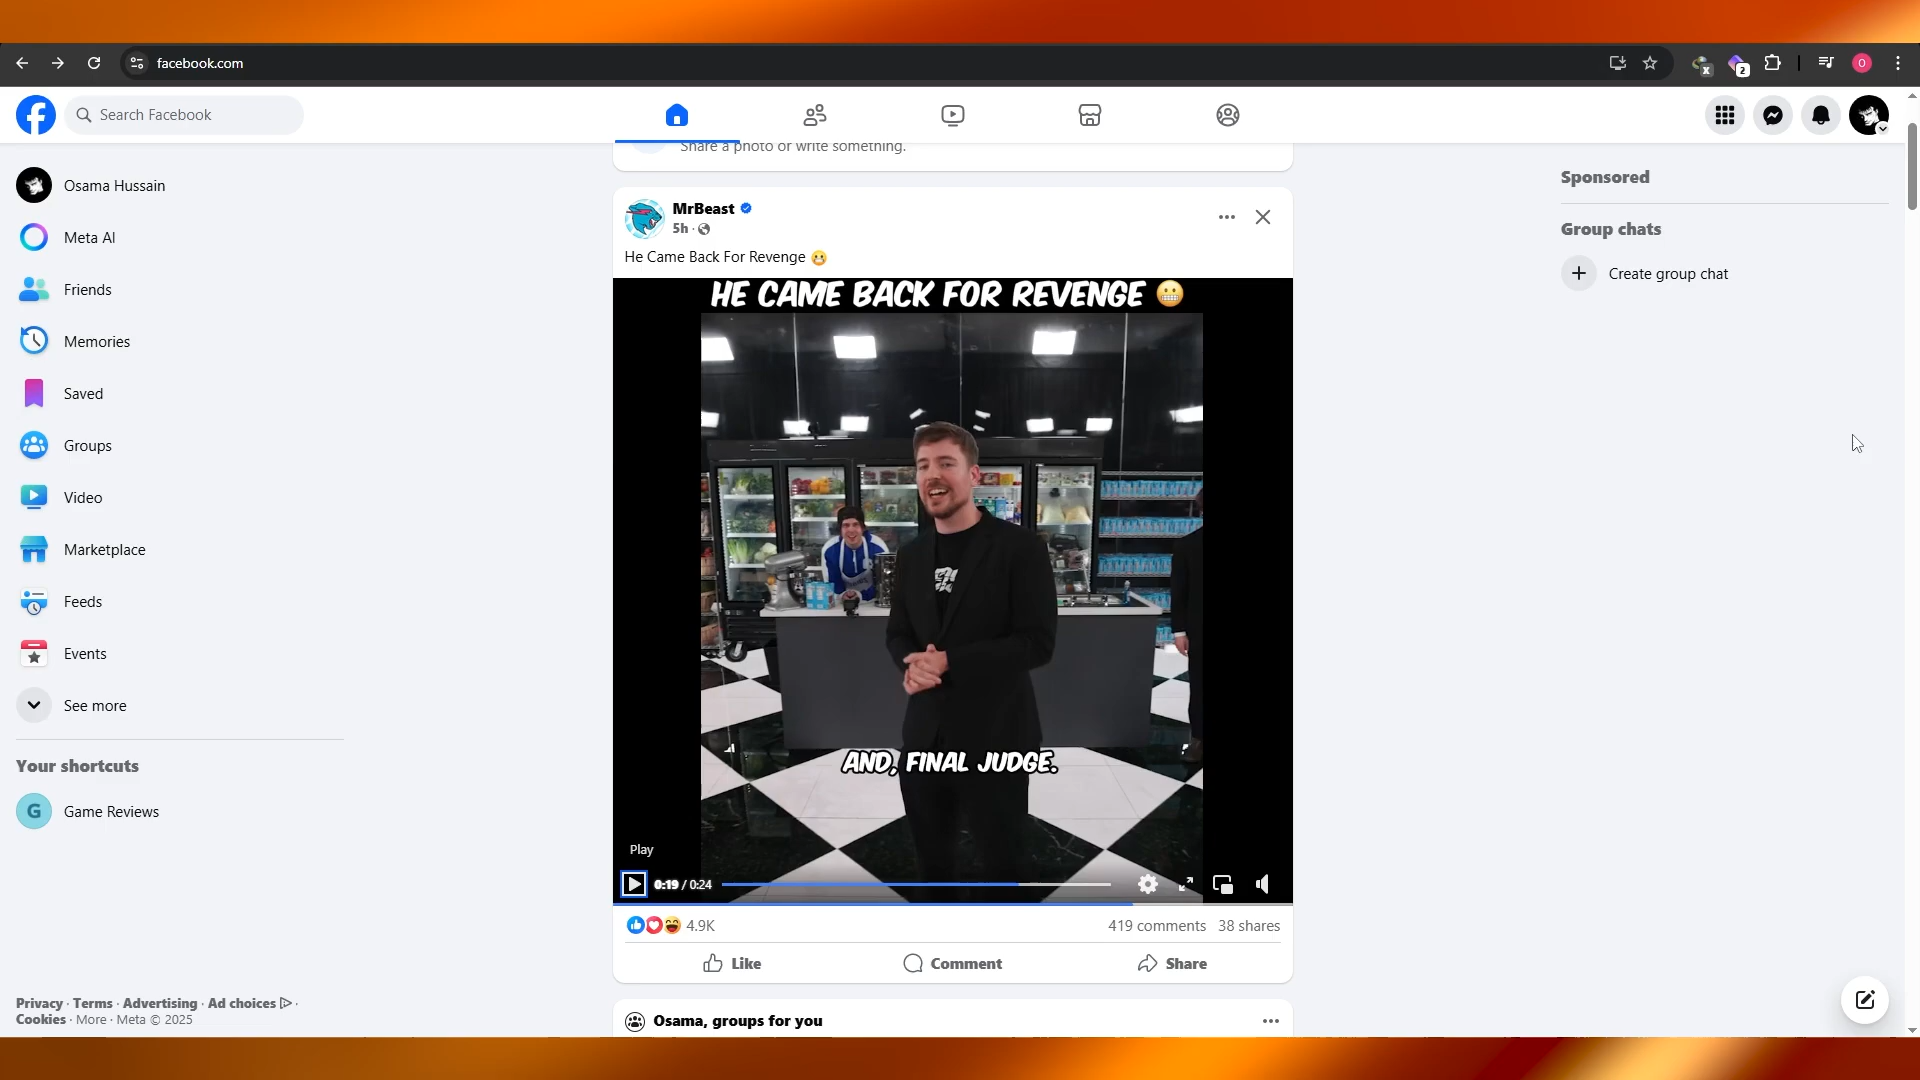 facebook.com
2
O
Search Facebook
Share a photo or write something.
Osama Hussain
Meta AI
Friends
Memories
Saved
Groups
Video
Marketplace
Feeds
Events
See more
Your shortcuts
G Game Reviews
Privacy · Terms · Advertising · Ad choices ·
Cookies · More · Meta © 2025
MrBeast
5h ·
He Came Back For Revenge 😬
HE CAME BACK FOR REVENGE 😬
AND, FINAL JUDGE.
Play
0:19 / 0:24
4.9K
419 comments 38 shares
Like
Comment
Share
Osama, groups for you
Sponsored
Group chats
Create group chat